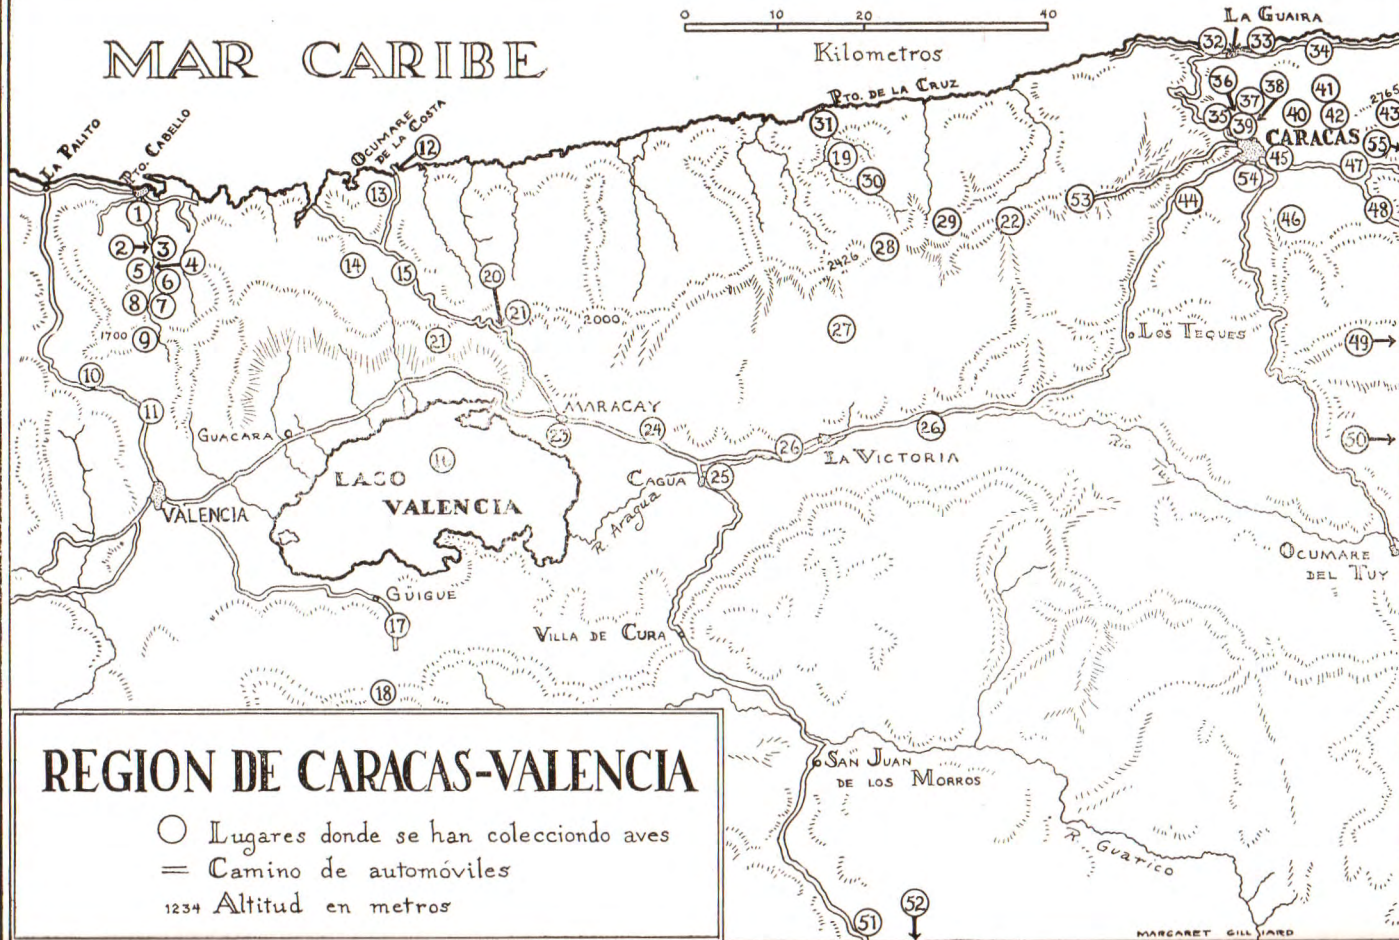 0 10 20 40
Kilometros
MAR CARIBE
LA GUAIRA
32 33 34
36 38 41
37 2765
35 39 40 42 43
CARACAS 55
45 47
54
53 44 48
46
PTO. DE LA CRUZ
31
19
30
29 22
28
2426
27
LA PALITO
PTO. CABELLO
OCUMARE
DE LA COSTA
12
13
1
2 3
5 4
6
8 7
1700 9
14 15
20
21 2000
21
10
11
LOS TEQUES
49
50
GUACARA
MARACAY
23 24
26 26
LA VICTORIA
16
LAGO
VALENCIA
CAGUA 25
R. Aragua
Rio
Tuy
VALENCIA
OCUMARE
DEL TUY
GÜIGUE
17
VILLA DE CURA
18
SAN JUAN
DE LOS MORROS
R. Guarico
51 52
REGION DE CARACAS-VALENCIA
Lugares donde se han colecciondo aves
Camino de automóviles
1234 Altitud en metros
MARGARET GILLIARD